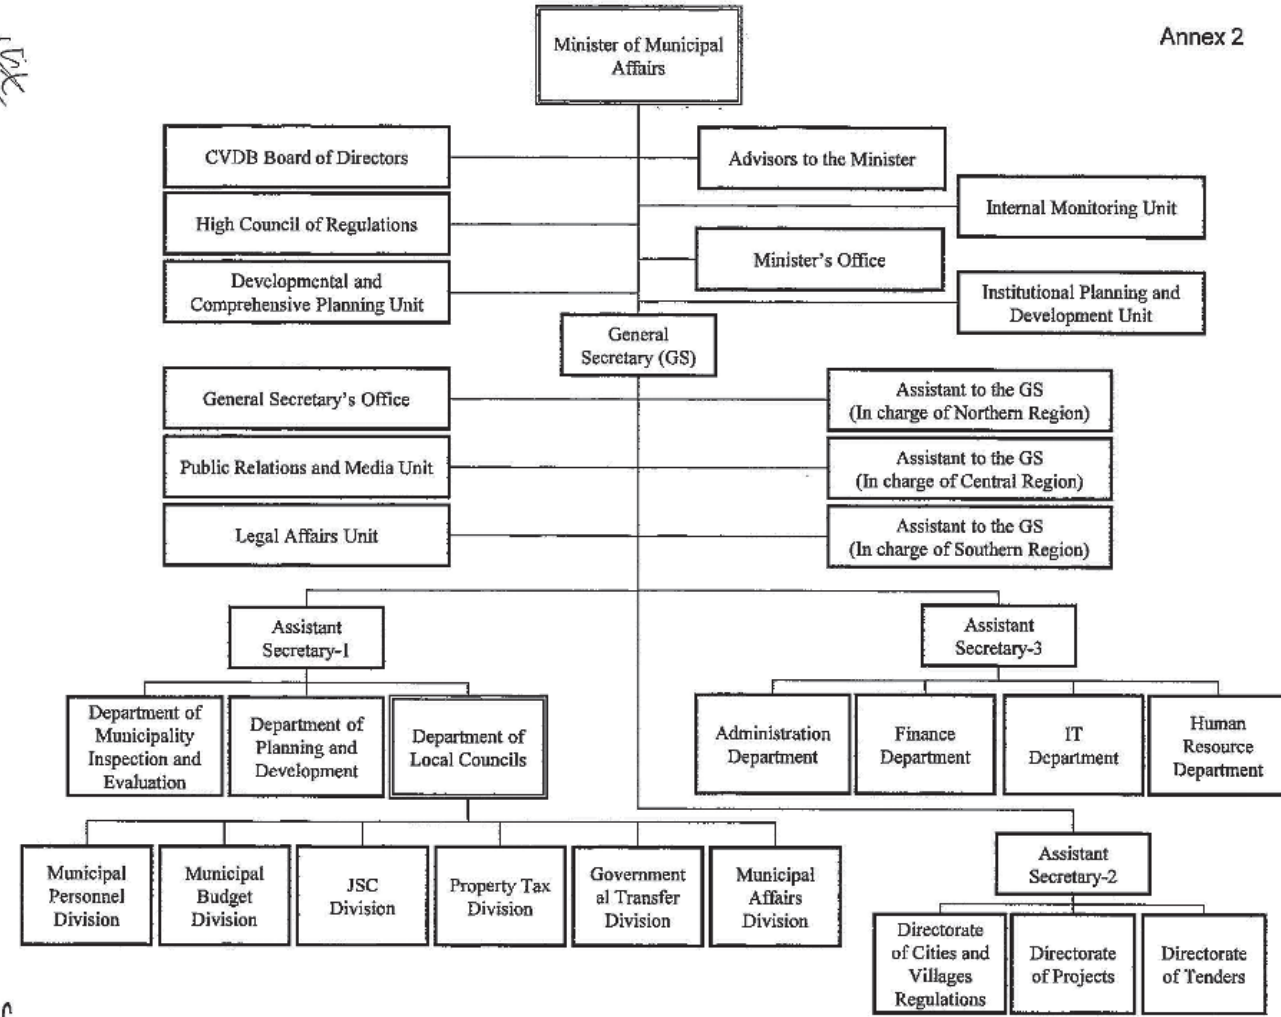 Annex 2
Minister of Municipal
Affairs
CVDB Board of Directors
Advisors to the Minister
High Council of Regulations
Internal Monitoring Unit
Minister's Office
Developmental and
Comprehensive Planning Unit
Institutional Planning and
Development Unit
General
Secretary (GS)
General Secretary's Office
Assistant to the GS
(In charge of Northern Region)
Public Relations and Media Unit
Assistant to the GS
(In charge of Central Region)
Legal Affairs Unit
Assistant to the GS
(In charge of Southern Region)
Assistant
Secretary-1
Assistant
Secretary-3
Department of
Municipality
Inspection and
Evaluation
Department of
Planning and
Development
Department of
Local Councils
Administration
Department
Finance
Department
IT
Department
Human
Resource
Department
Municipal
Personnel
Division
Municipal
Budget
Division
JSC
Division
Property Tax
Division
Government
al Transfer
Division
Municipal
Affairs
Division
Assistant
Secretary-2
Directorate
of Cities and
Villages
Regulations
Directorate
of Projects
Directorate
of Tenders